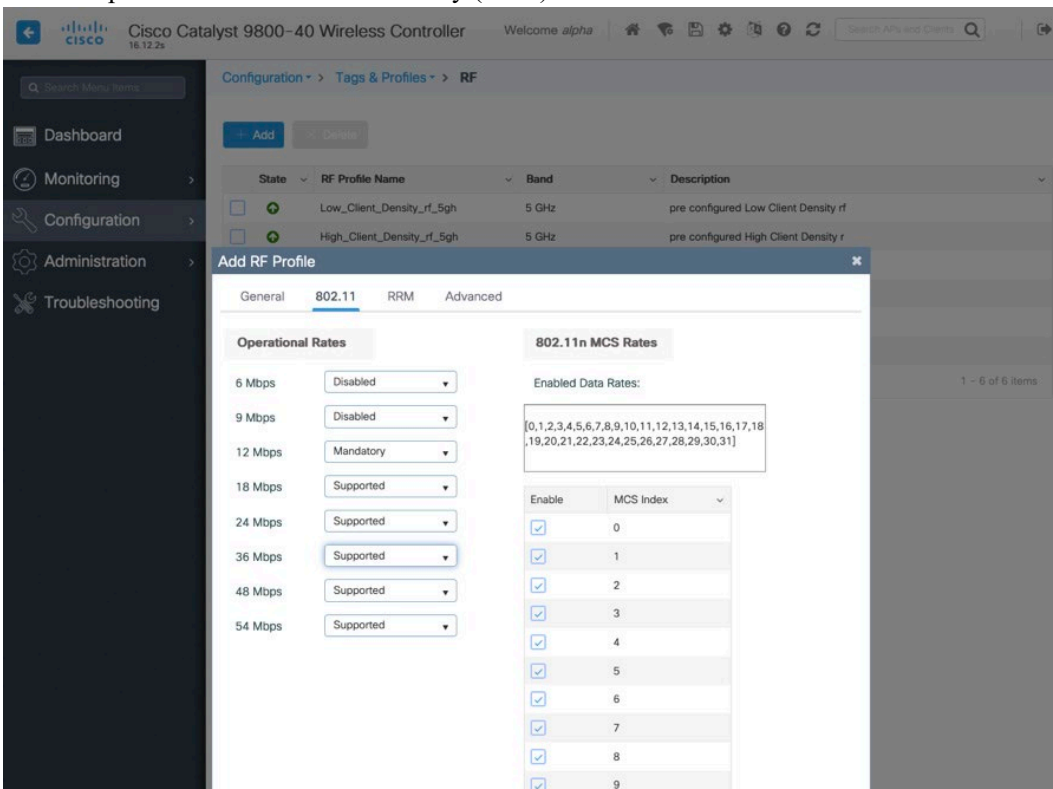 CISCO
Cisco Catalyst 9800-40 Wireless Controller
16.12.2s
Welcome alpha
Search APs and Clients
Search Menu Items
Dashboard
Monitoring
Configuration
Administration
Troubleshooting
Configuration > Tags & Profiles > RF
+ Add
× Delete
State RF Profile Name Band Description
Low_Client_Density_rf_5gh 5 GHz pre configured Low Client Density rf
High_Client_Density_rf_5gh 5 GHz pre configured High Client Density r
1 - 6 of 6 items
Add RF Profile
General 802.11 RRM Advanced
Operational Rates
6 Mbps Disabled
9 Mbps Disabled
12 Mbps Mandatory
18 Mbps Supported
24 Mbps Supported
36 Mbps Supported
48 Mbps Supported
54 Mbps Supported
802.11n MCS Rates
Enabled Data Rates:
[0,1,2,3,4,5,6,7,8,9,10,11,12,13,14,15,16,17,18
,19,20,21,22,23,24,25,26,27,28,29,30,31]
Enable MCS Index
0
1
2
3
4
5
6
7
8
9